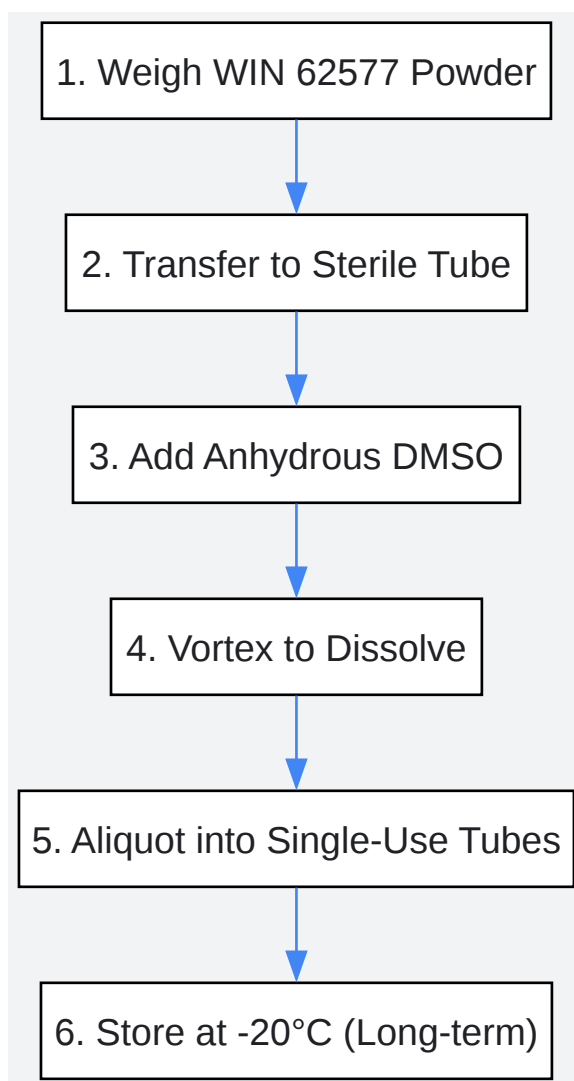 1. Weigh WIN 62577 Powder
2. Transfer to Sterile Tube
3. Add Anhydrous DMSO
4. Vortex to Dissolve
5. Aliquot into Single-Use Tubes
6. Store at -20°C (Long-term)